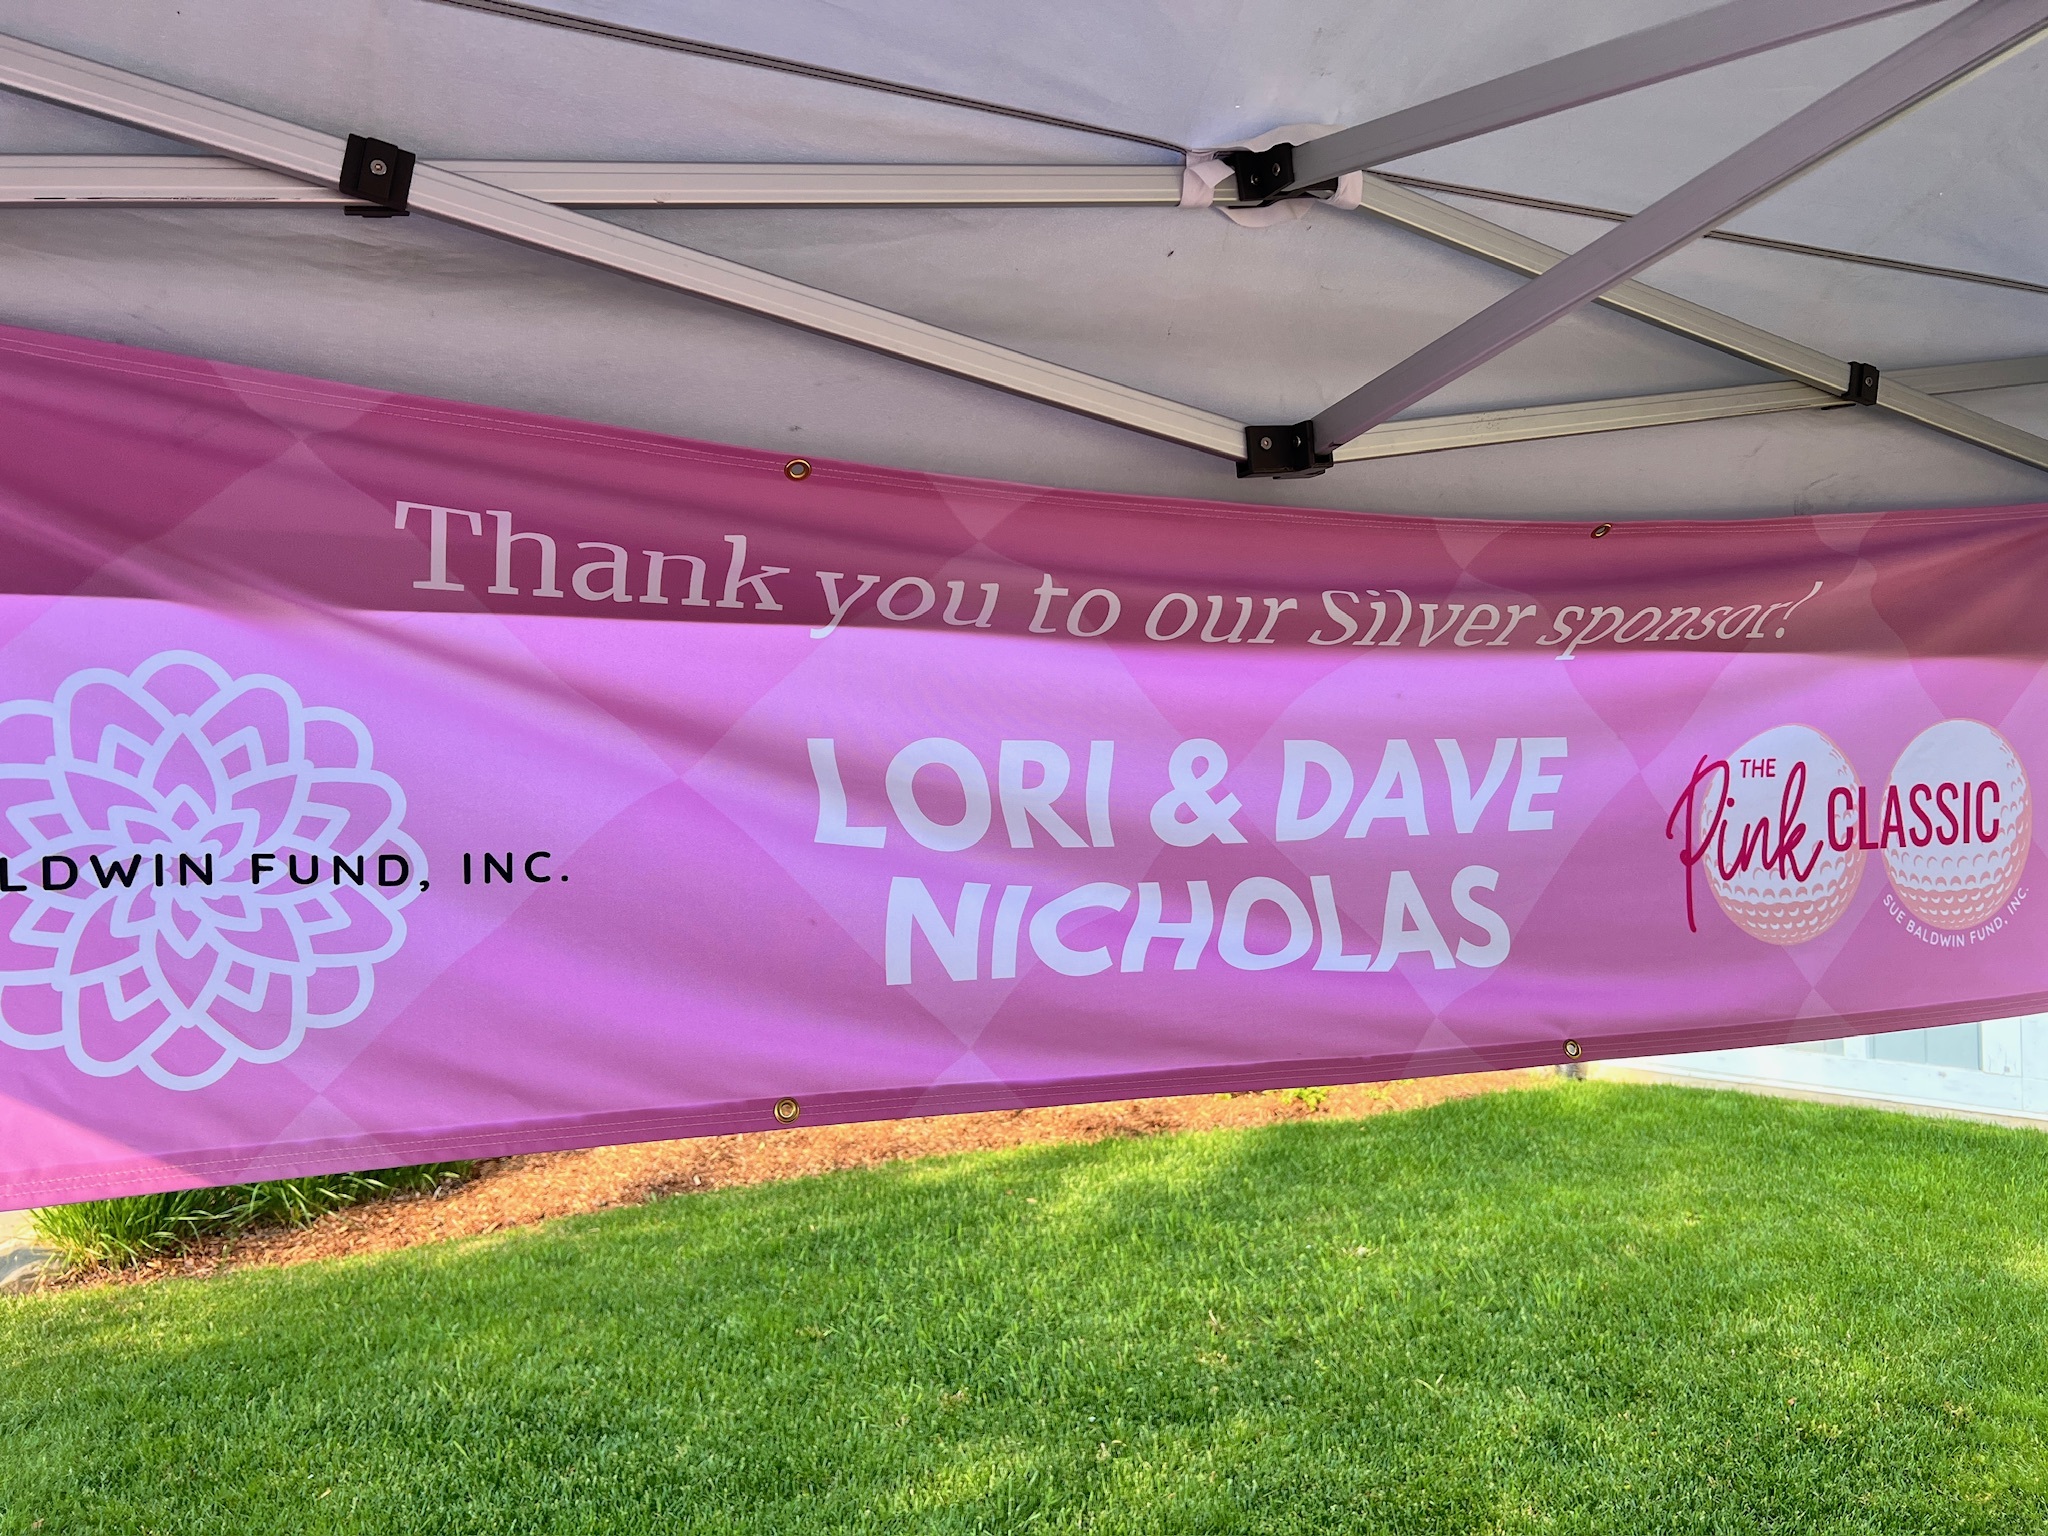 Thank you to our Silver sponsor!
LDWIN FUND, INC.
LORI & DAVE
NICHOLAS
THE
Pink CLASSIC
SUE BALDWIN FUND, INC.